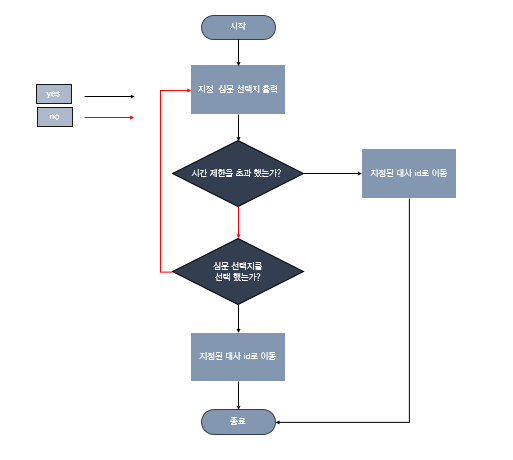 시작
yes
no
지정 심문 선택지 출력
시간 제한을 초과 했는가?
지정된 대사 id로 이동
심문 선택지를
선택 했는가?
지정된 대사 id로 이동
종료